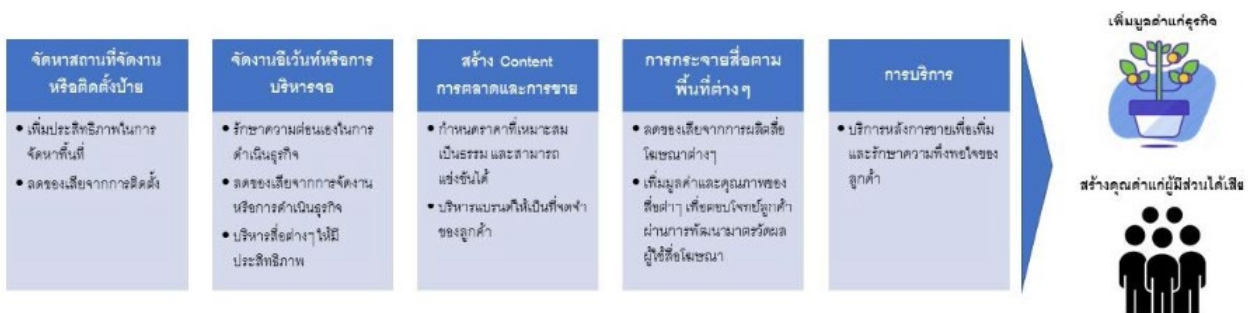 จัดหาสถานที่จัดงาน
หรือติดตั้งป้าย
• เพิ่มประสิทธิภาพในการ
จัดหาพื้นที่
• ลดของเสียจากการติดตั้ง
จัดงานอีเว้นท์หรือการ
บริหารจอ
• รักษาความต่อเนื่องในการ
ดำเนินธุรกิจ
• ลดของเสียจากการจัดงาน
หรือการดำเนินธุรกิจ
• บริหารสื่อต่างๆ ให้มี
ประสิทธิภาพ
สร้าง Content
การตลาดและการขาย
• กำหนดราคาที่เหมาะสม
เป็นธรรม และสามารถ
แข่งขันได้
• บริหารแบรนด์ให้เป็นที่จดจำ
ของลูกค้า
การกระจายสื่อตาม
พื้นที่ต่างๆ
• ลดของเสียจากการผลิตสื่อ
โฆษณาต่างๆ
• เพิ่มมูลค่าและคุณภาพของ
สื่อต่างๆ เพื่อตอบโจทย์ลูกค้า
ผ่านการพัฒนามาตรวัดผล
ผู้ใช้สื่อโฆษณา
การบริการ
• บริการหลังการขายเพื่อเพิ่ม
และรักษาความพึงพอใจของ
ลูกค้า
เพิ่มมูลค่าแก่ธุรกิจ
สร้างคุณค่าแก่ผู้มีส่วนได้เสีย